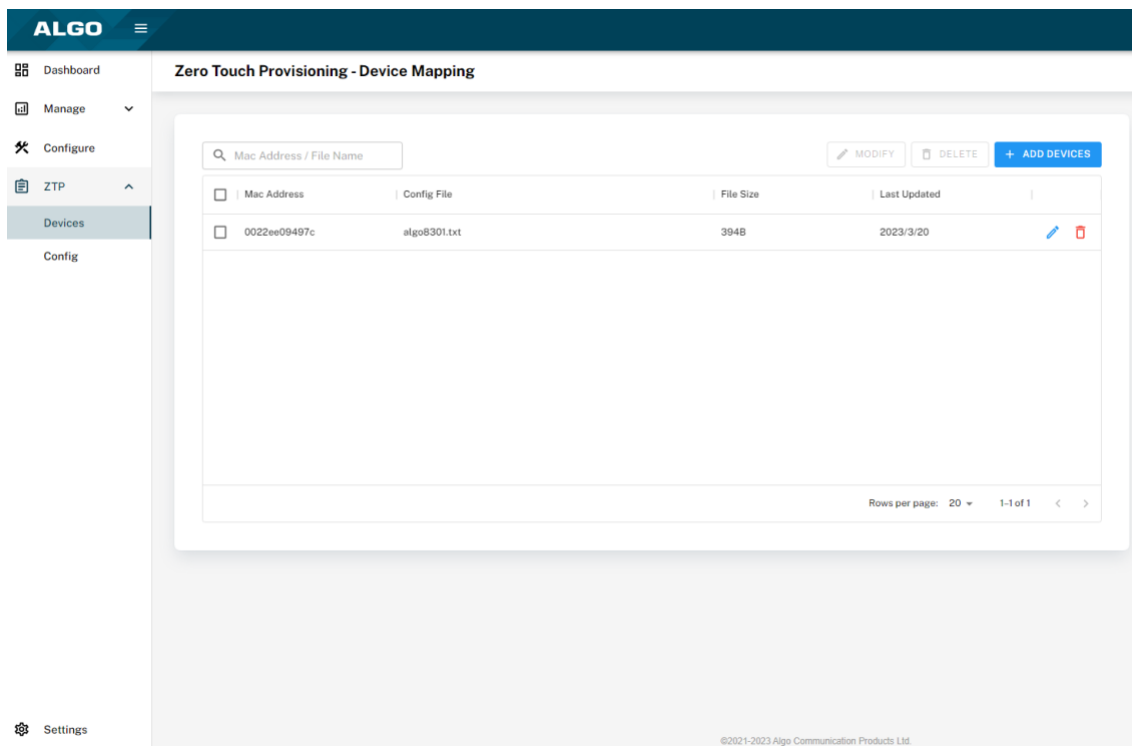 ALGO
Dashboard
Zero Touch Provisioning - Device Mapping
Manage
Configure
Mac Address / File Name
MODIFY
DELETE
+ ADD DEVICES
ZTP
Mac Address
Config File
File Size
Last Updated
Devices
0022ee09497c
algo8301.txt
394B
2023/3/20
Config
Rows per page: 20
1–1 of 1
Settings
©2021-2023 Algo Communication Products Ltd.